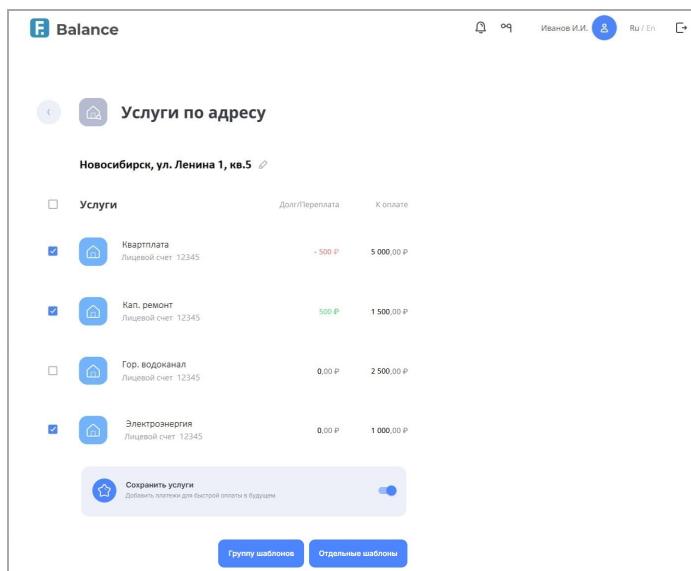 F. Balance
Иванов И.И.
Ru / En
Услуги по адресу
Новосибирск, ул. Ленина 1, кв.5
Услуги Долг/Переплата К оплате
Квартплата
Лицевой счет 12345
- 500 ₽ 5 000,00 ₽
Кап. ремонт
Лицевой счет 12345
500 ₽ 1 500,00 ₽
Гор. водоканал
Лицевой счет 12345
0,00 ₽ 2 500,00 ₽
Электроэнергия
Лицевой счет 12345
0,00 ₽ 1 000,00 ₽
Сохранить услуги
Добавить платежи для быстрой оплаты в будущем
Группу шаблонов
Отдельные шаблоны